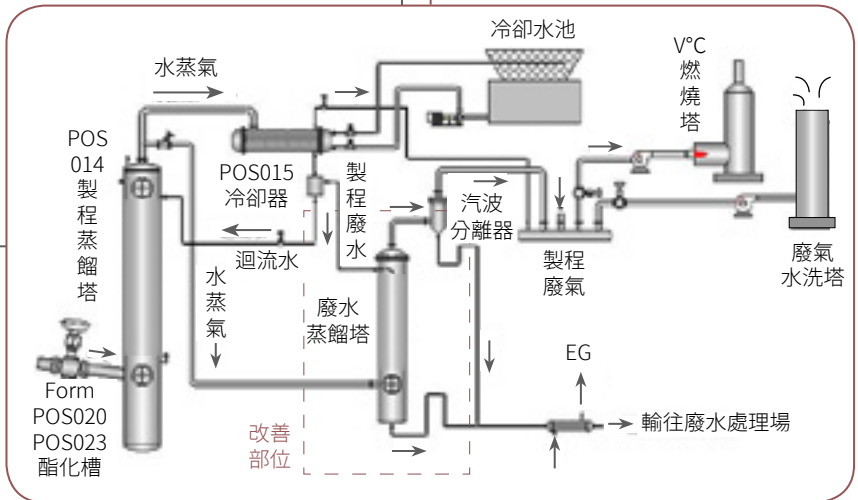 冷卻水池
水蒸氣
V°C
燃
燒
塔
POS
014
製
程
蒸
餾
塔
POS015
冷卻器
製
程
廢
水
汽波
分離器
迴流水
製程
廢氣
廢氣
水洗塔
水
蒸
氣
廢水
蒸餾塔
EG
Form
POS020
POS023
酯化槽
改善
部位
輸往廢水處理場